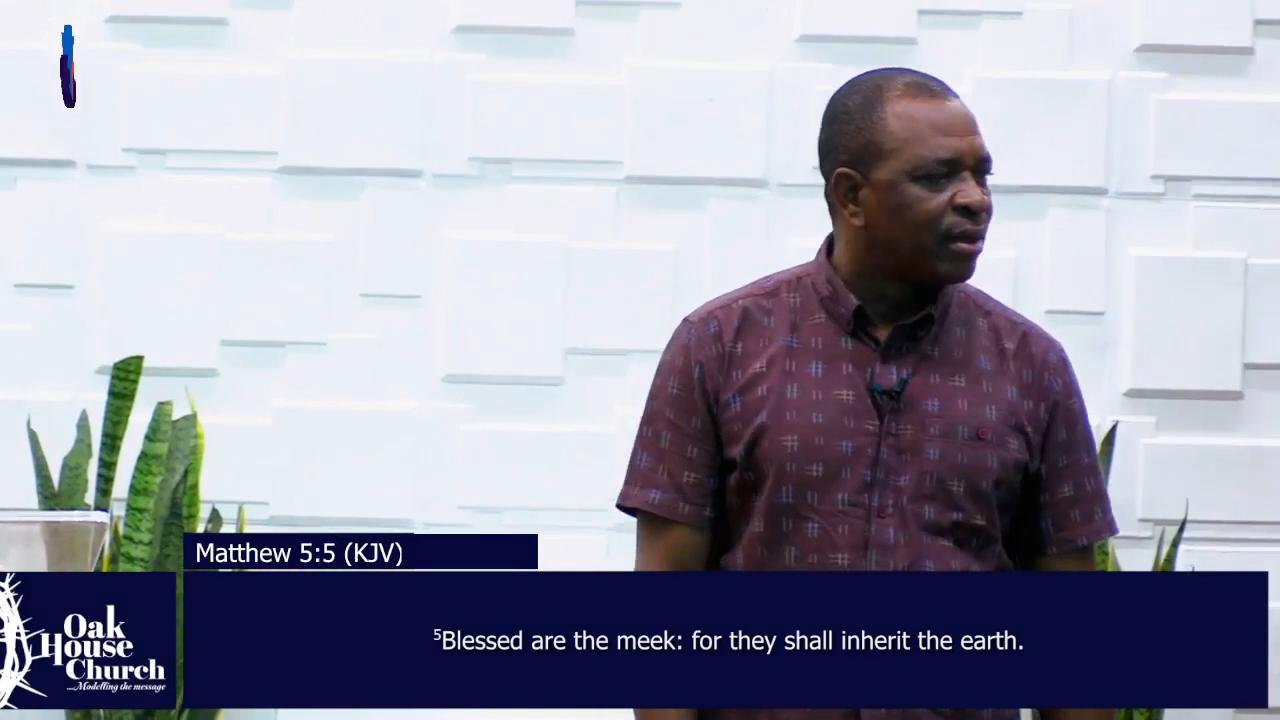 Matthew 5:5 (KJV)
5Blessed are the meek: for they shall inherit the earth.
Oak
House
Church
....Modelling the message